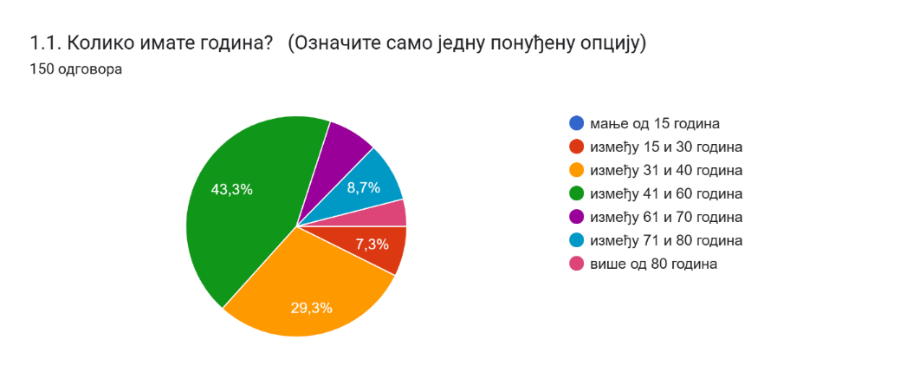 1.1. Колико имате година? (Означите само једну понуђену опцију)
150 одговора
мање од 15 година
између 15 и 30 година
између 31 и 40 година
између 41 и 60 година
између 61 и 70 година
између 71 и 80 година
више од 80 година
43,3%
8,7%
7,3%
29,3%